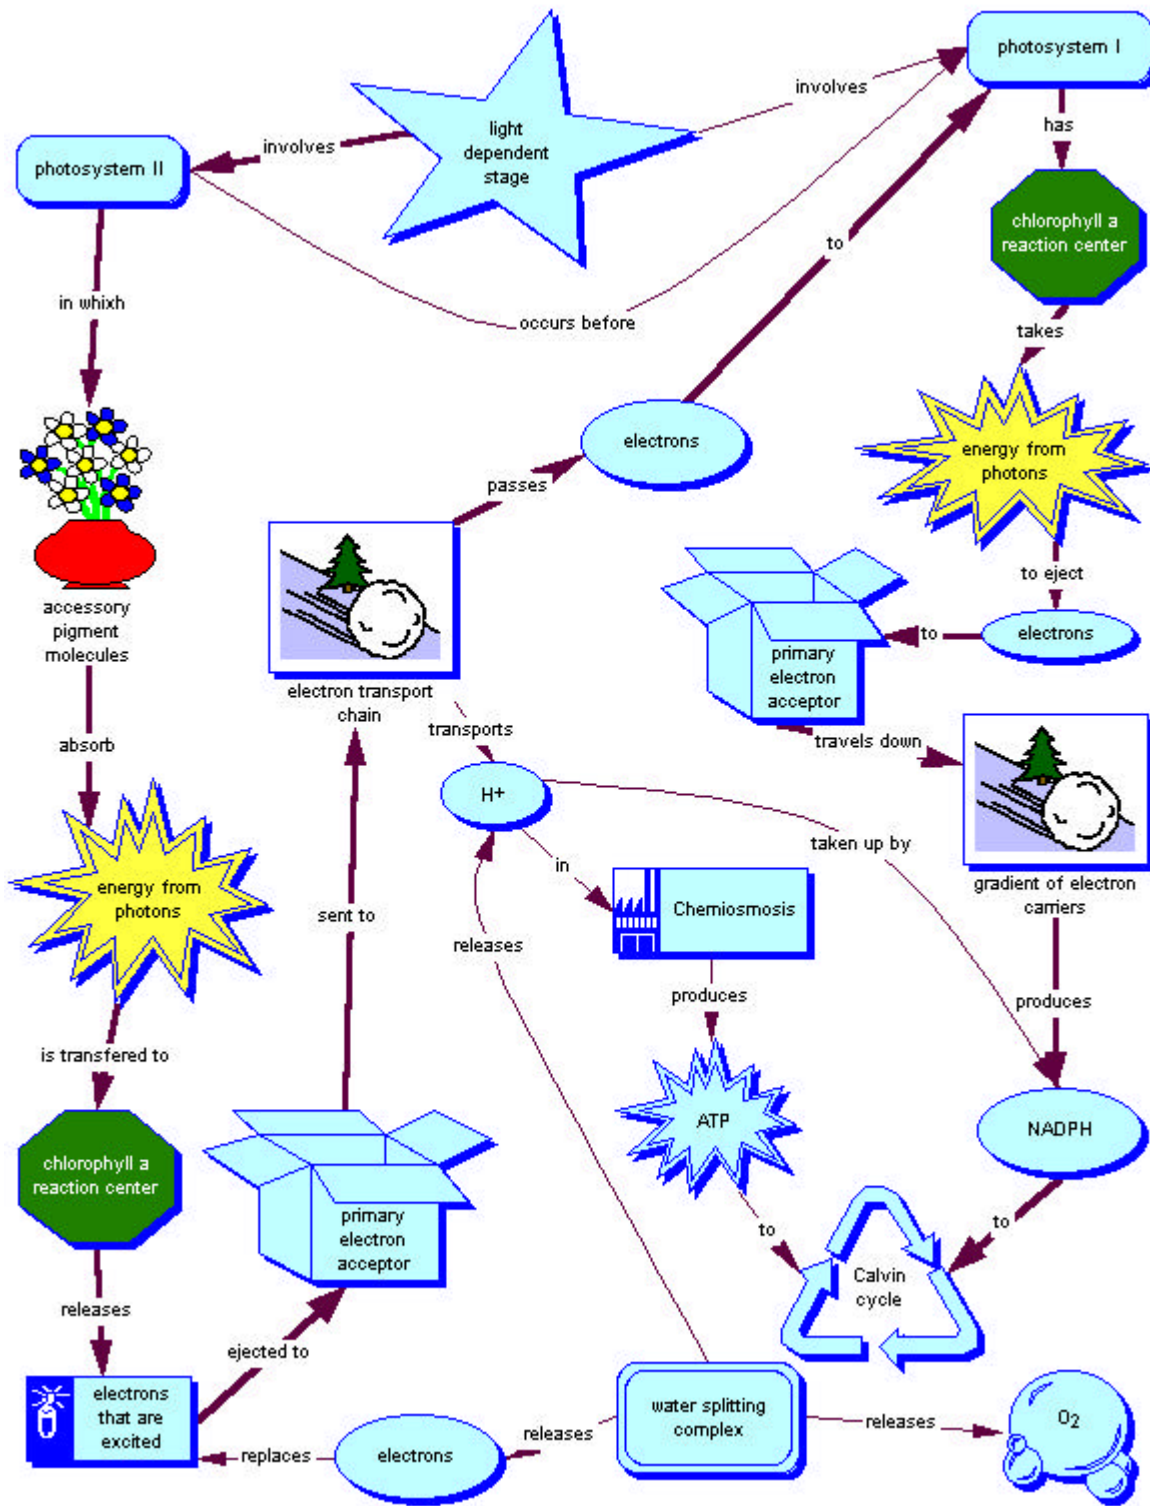 photosystem I
involves
light
dependent
stage
involves
photosystem II
has
chlorophyll a
reaction center
to
in whixh
occurs before
takes
electrons
energy from
photons
passes
to eject
accessory
pigment
molecules
electrons
to
primary
electron
acceptor
electron transport
chain
transports
travels down
absorb
H+
taken up by
in
gradient of electron
carriers
energy from
photons
sent to
Chemiosmosis
releases
produces
produces
is transfered to
ATP
NADPH
chlorophyll a
reaction center
primary
electron
acceptor
to
to
Calvin
cycle
releases
ejected to
electrons
that are
excited
water splitting
complex
releases
O2
releases
electrons
replaces